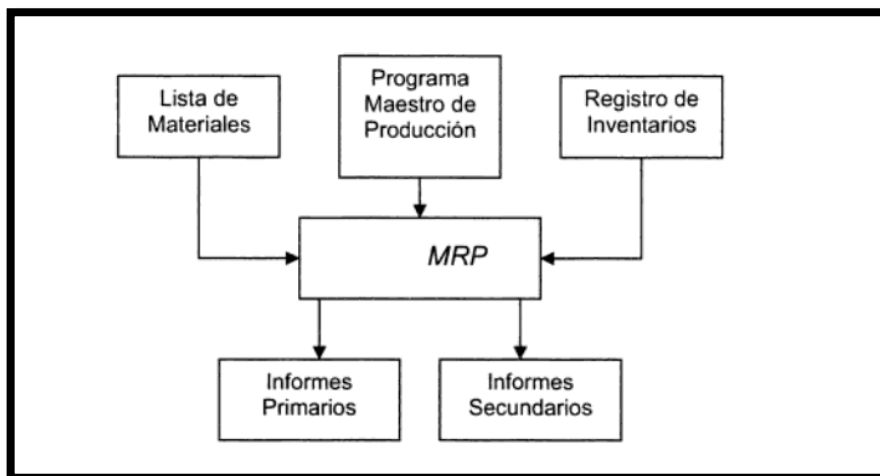 Lista de
Materiales
Programa
Maestro de
Producción
Registro de
Inventarios
MRP
Informes
Primarios
Informes
Secundarios